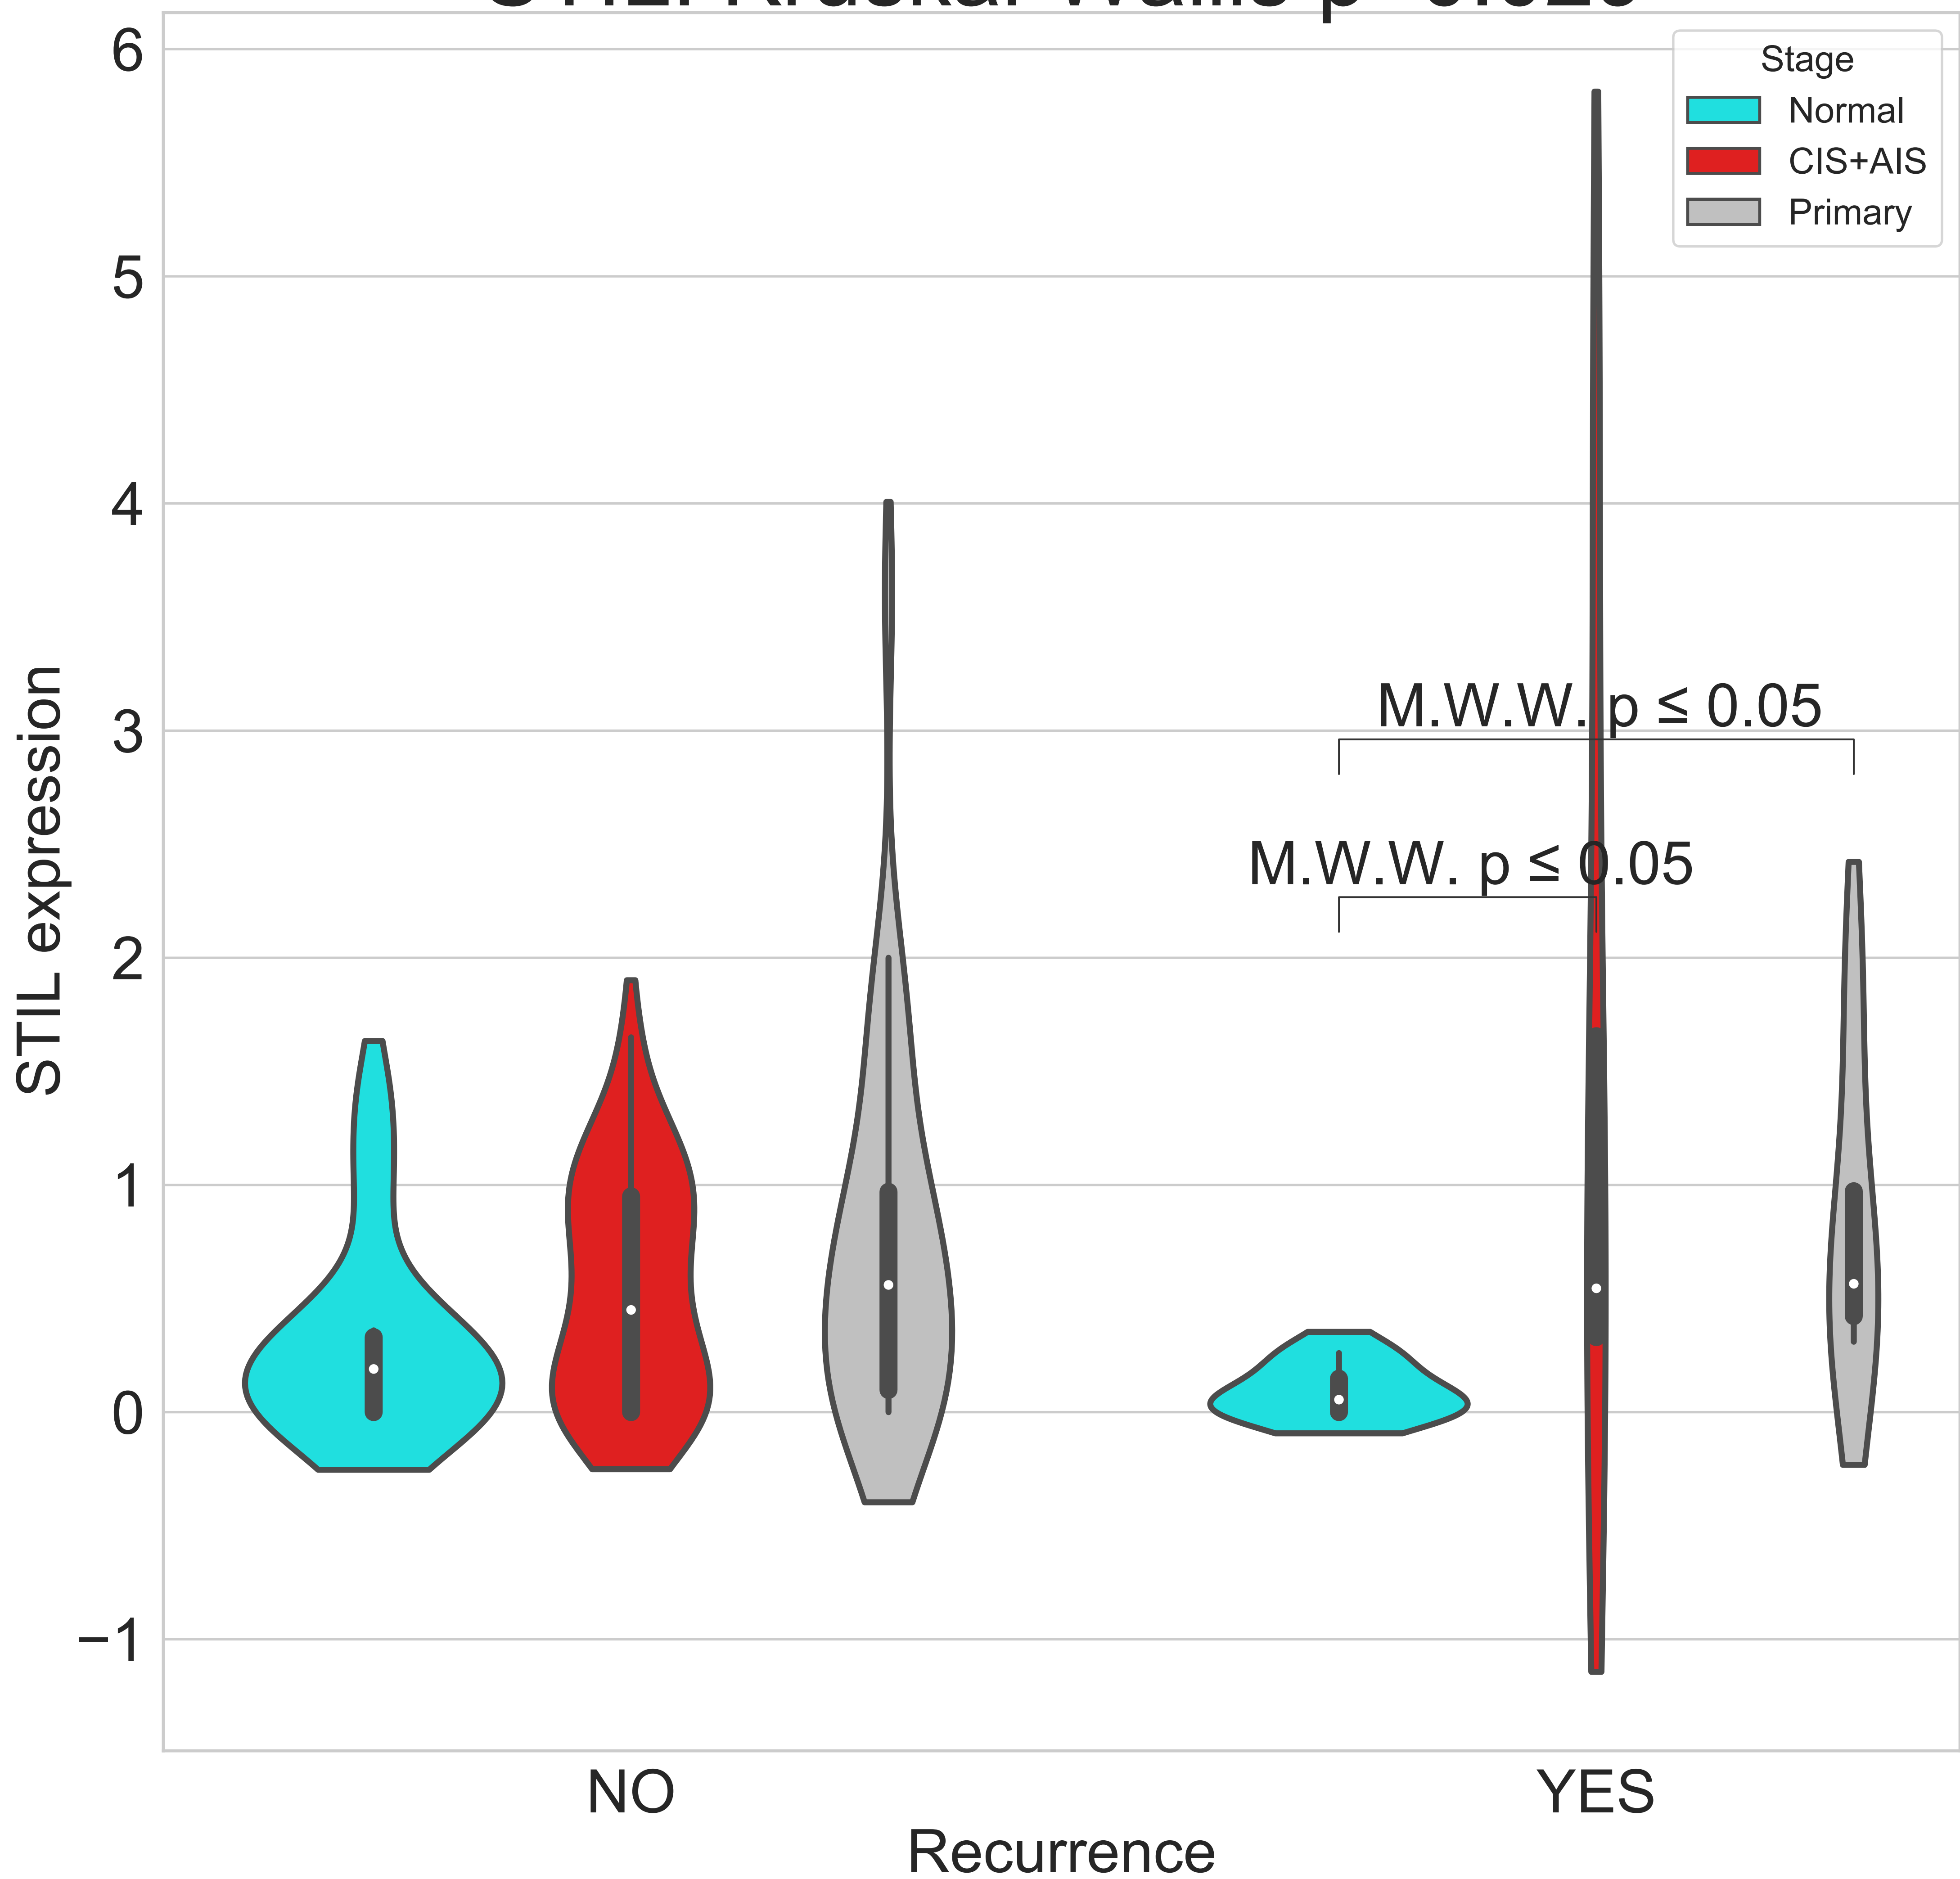 6
5
4
3
2
1
0
−1
STIL expression
Stage
Normal
CIS+AIS
Primary
M.W.W. p ≤ 0.05
M.W.W. p ≤ 0.05
NO
YES
Recurrence